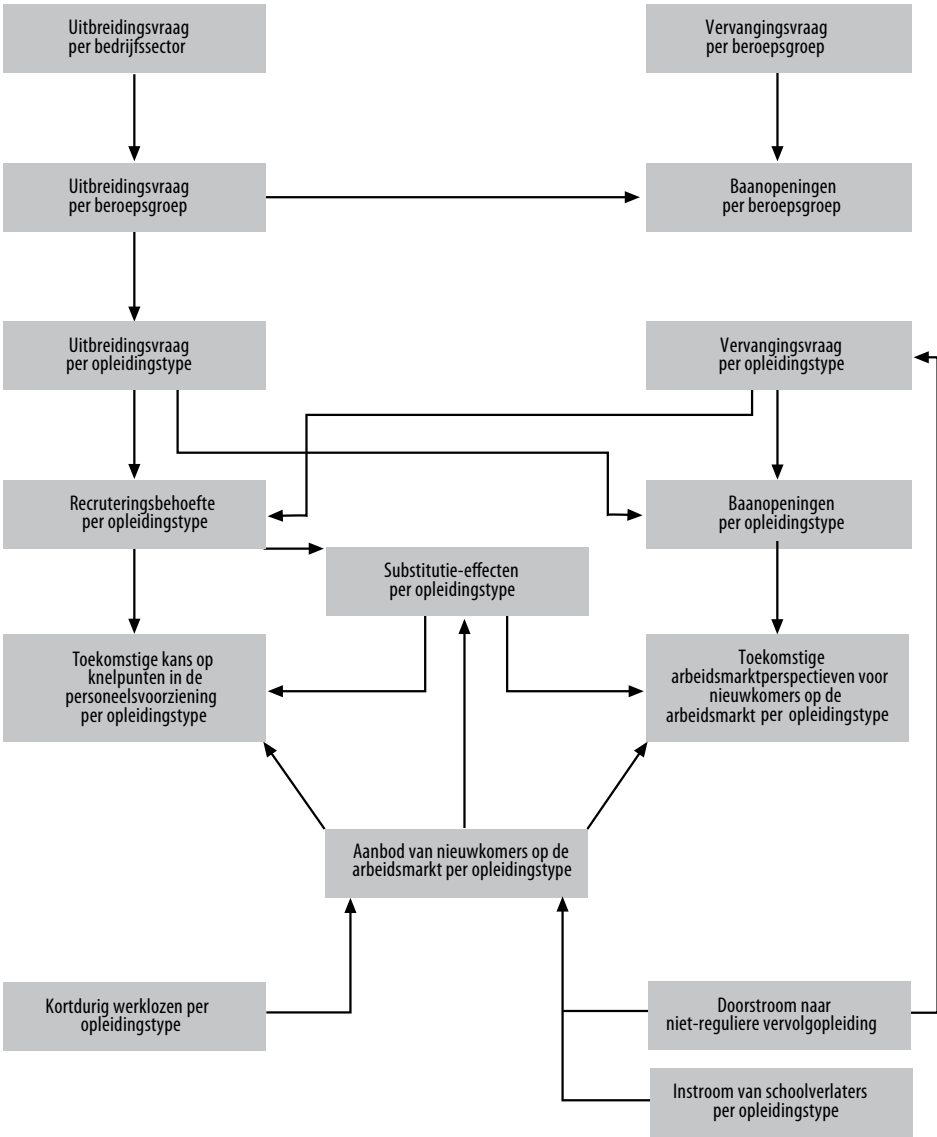 Uitbreidingsvraag
per bedrijfssector
Vervangingsvraag
per beroepsgroep
Uitbreidingsvraag
per beroepsgroep
Baanopeningen
per beroepsgroep
Uitbreidingsvraag
per opleidingstype
Vervangingsvraag
per opleidingstype
Recruteringsbehoefte
per opleidingstype
Baanopeningen
per opleidingstype
Substitutie-effecten
per opleidingstype
Toekomstige kans op
knelpunten in de
personeelsvoorziening
per opleidingstype
Toekomstige
arbeidsmarktperspectieven voor
nieuwkomers op de
arbeidsmarkt per opleidingstype
Aanbod van nieuwkomers op de
arbeidsmarkt per opleidingstype
Kortdurig werklozen per
opleidingstype
Doorstroom naar
niet-reguliere vervolgopleiding
Instroom van schoolverlaters
per opleidingstype